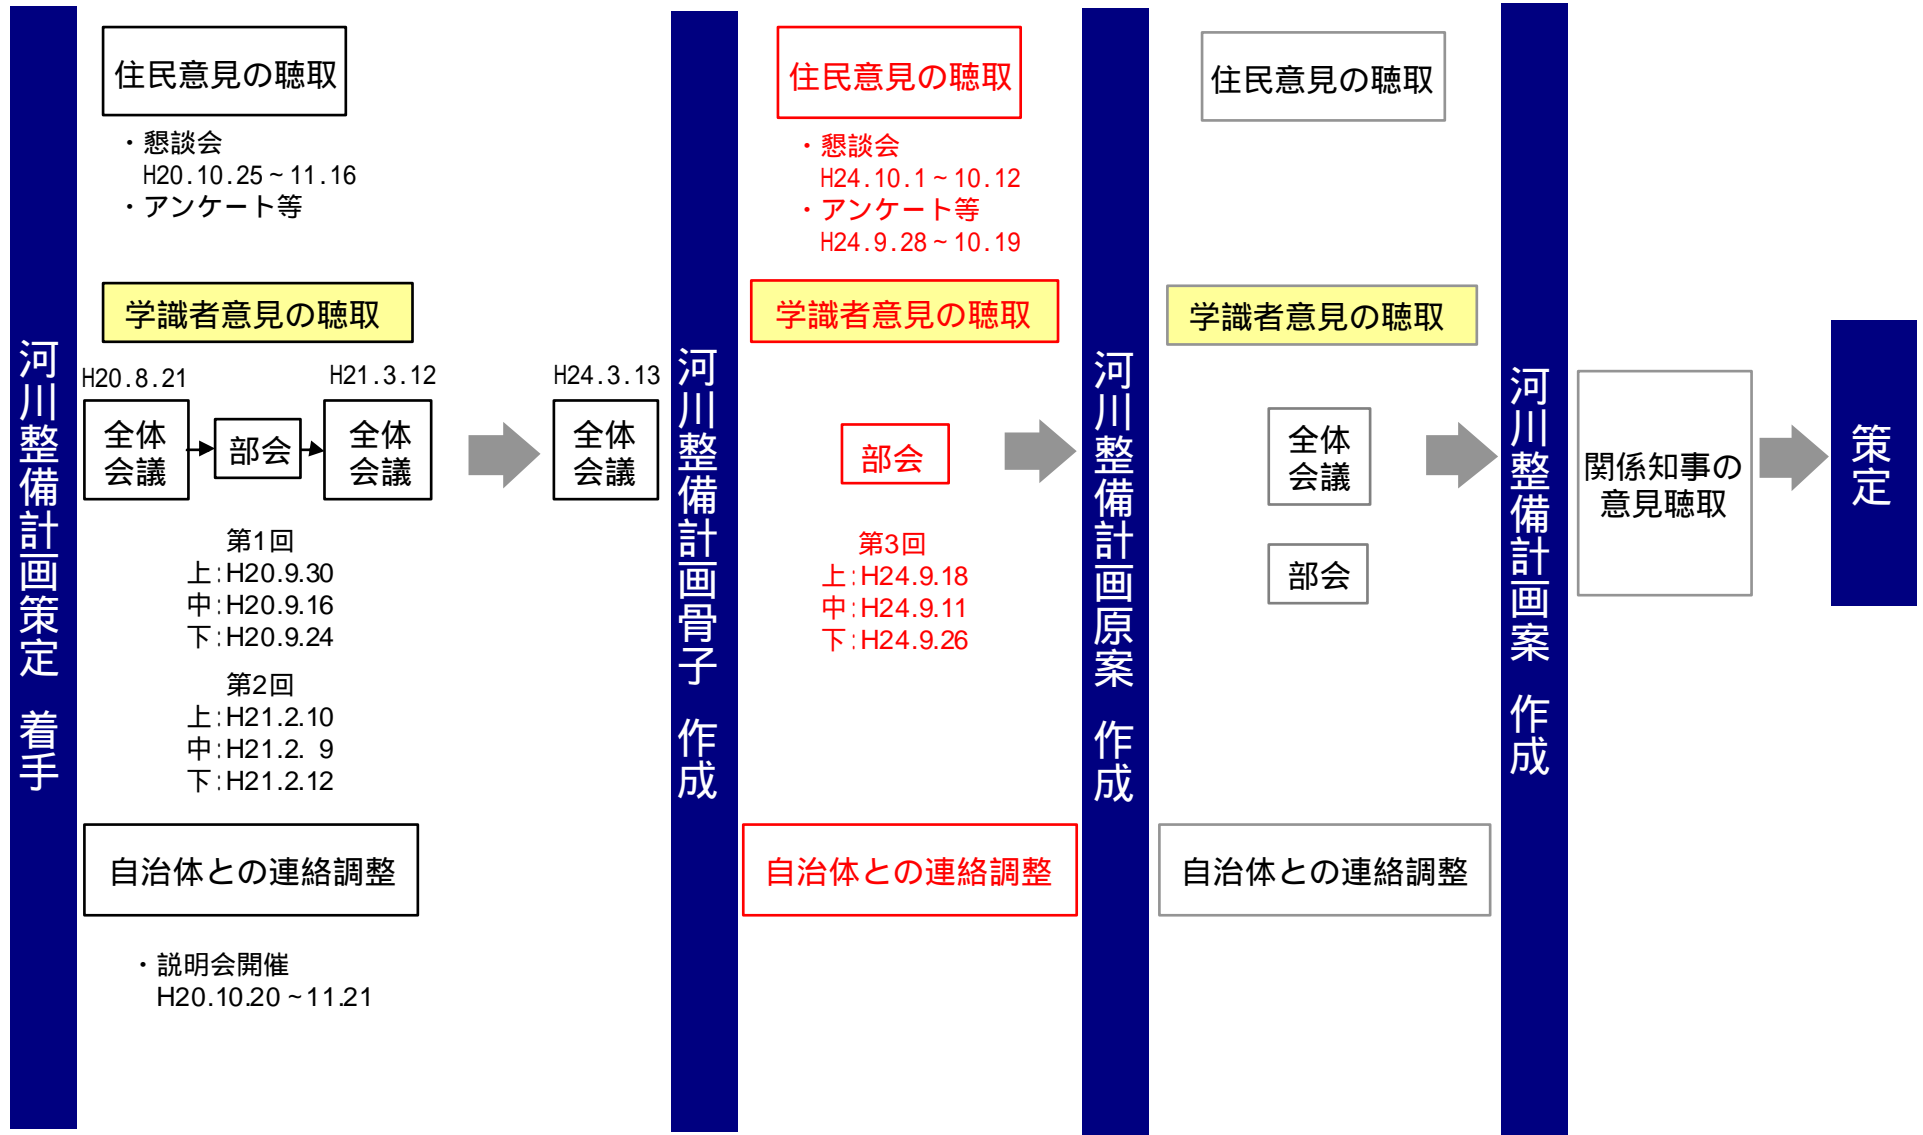 河川整備計画策定 着手
住民意見の聴取
・懇談会
H20.10.25~11.16
・アンケート等
学識者意見の聴取
H20.8.21
H21.3.12
H24.3.13
全体
会議
部会
全体
会議
全体
会議
第1回
上:H20.9.30
中:H20.9.16
下:H20.9.24
第2回
上:H21.2.10
中:H21.2. 9
下:H21.2.12
自治体との連絡調整
・説明会開催
H20.10.20~11.21
河川整備計画骨子 作成
住民意見の聴取
・懇談会
H24.10.1~10.12
・アンケート等
H24.9.28~10.19
学識者意見の聴取
部会
第3回
上:H24.9.18
中:H24.9.11
下:H24.9.26
自治体との連絡調整
河川整備計画原案 作成
住民意見の聴取
学識者意見の聴取
全体
会議
部会
自治体との連絡調整
河川整備計画案 作成
関係知事の
意見聴取
策定